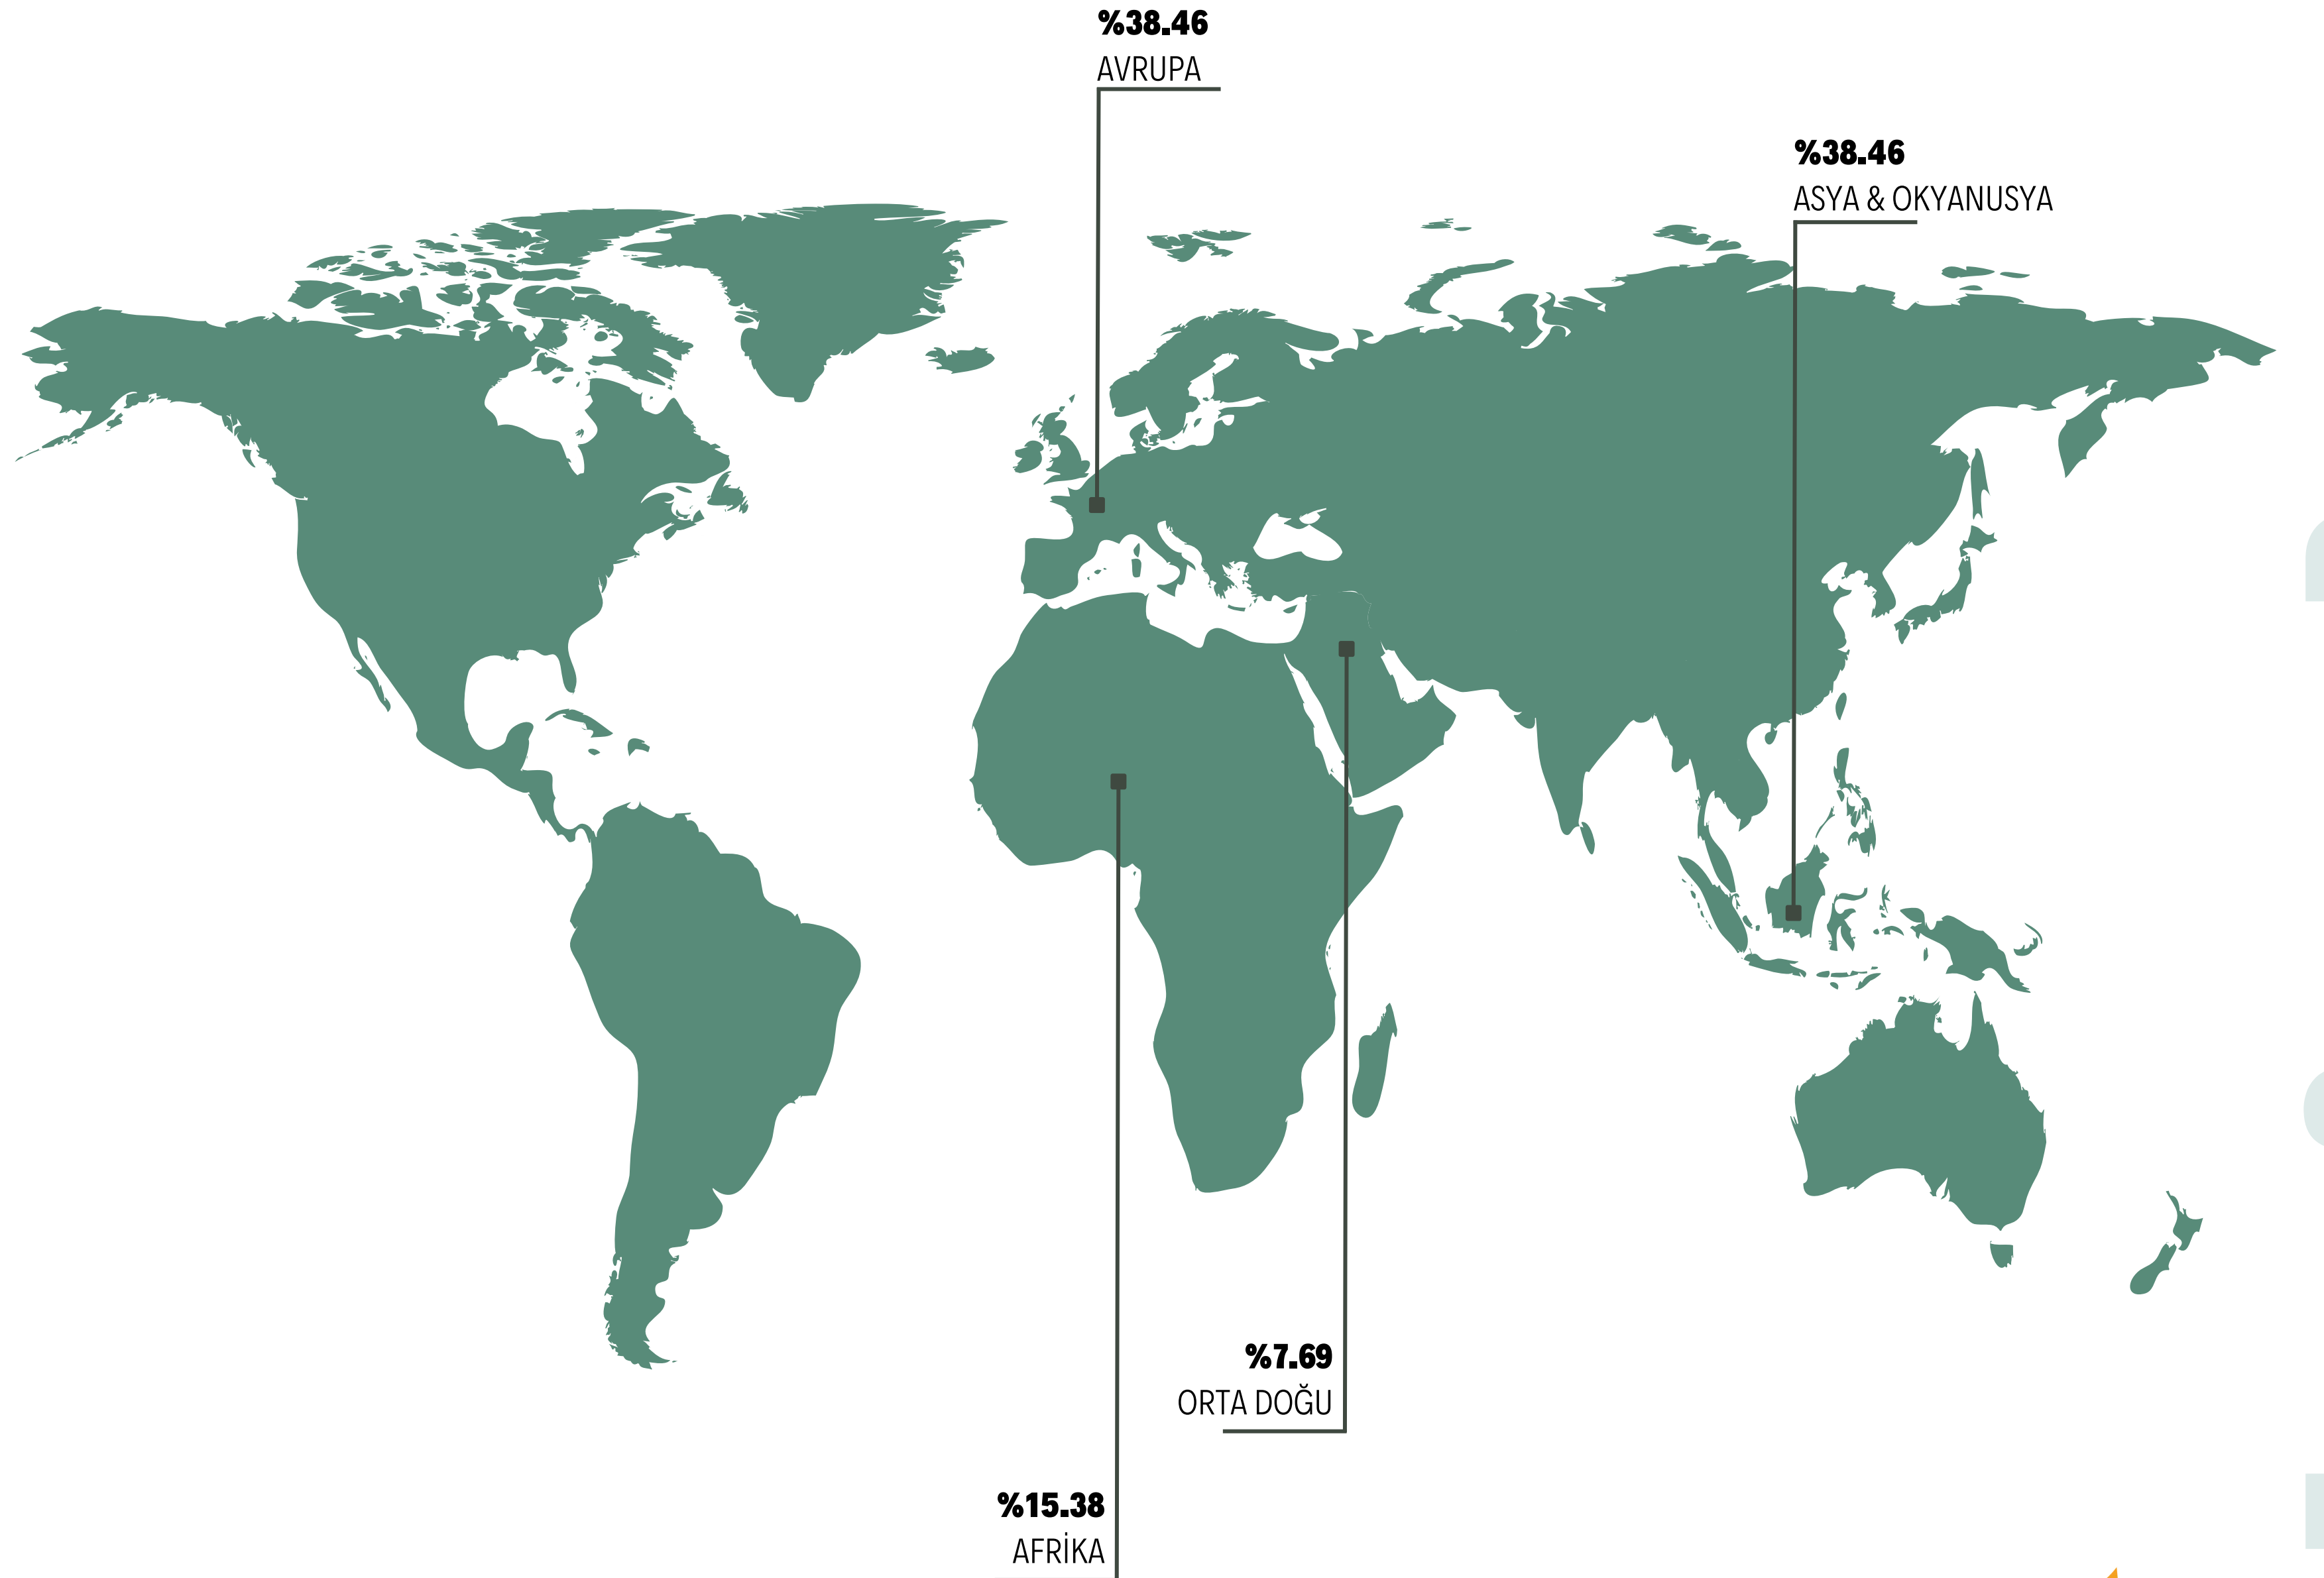 %38.46
AVRUPA
%38.46
ASYA & OKYANUSYA
%7.69
ORTA DOĞU
%15.38
AFRİKA